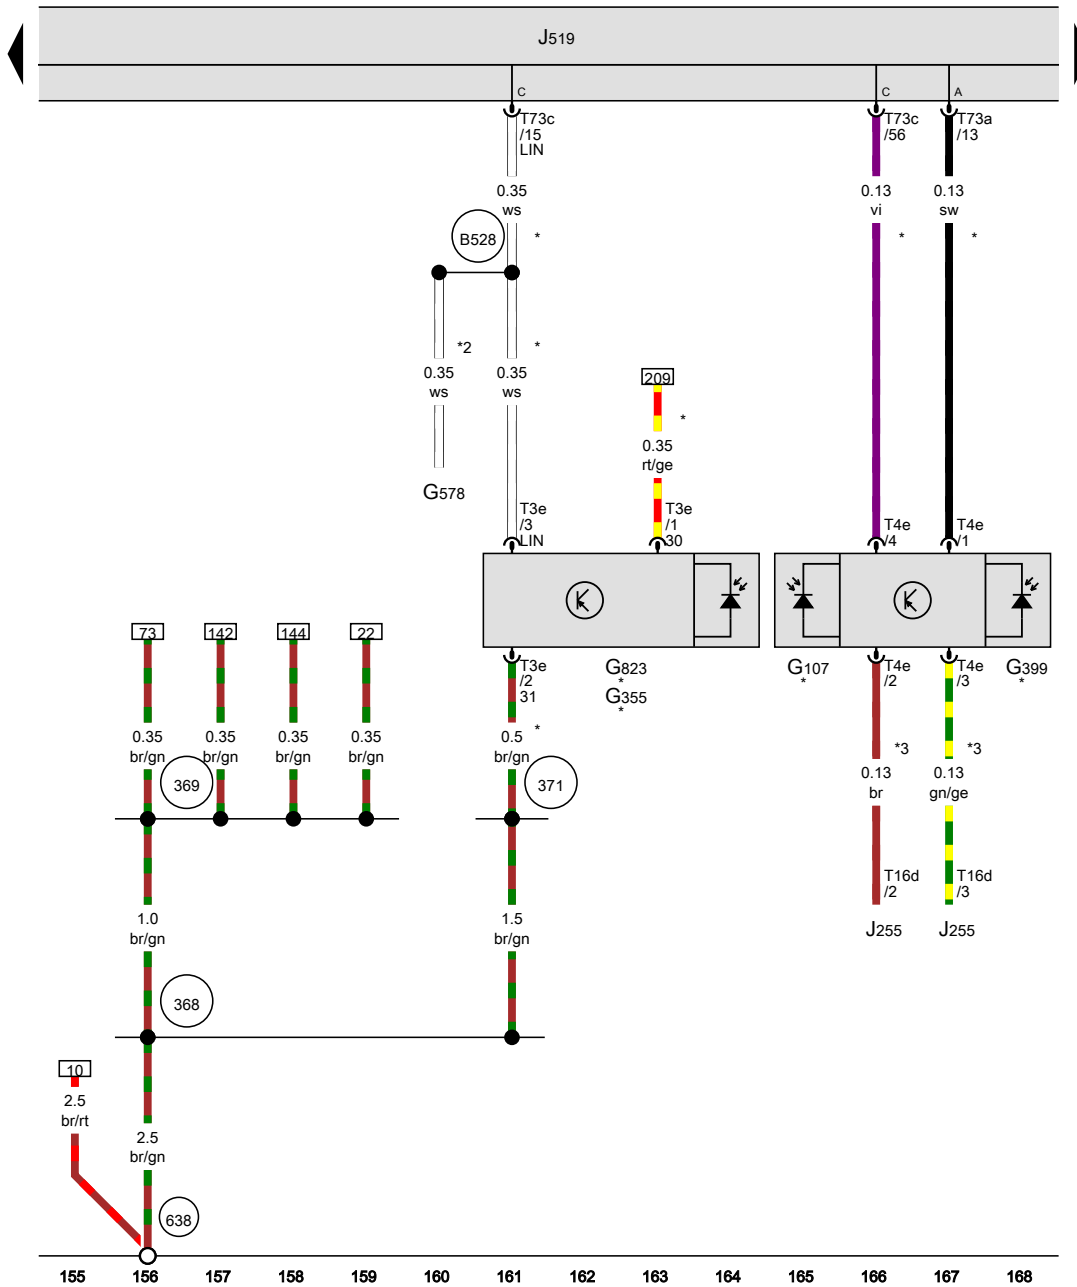 J519
C
C
A
T73c
/15
LIN
T73c
/56
T73a
/13
0.35
ws
0.13
vi
0.13
sw
B528
*
*
*
*2
*
0.35
ws
0.35
ws
209
*
0.35
rt/ge
G578
T3e
/3
LIN
T3e
/1
30
T4e
/4
T4e
/1
73
142
144
22
T3e
/2
31
G823
*
G355
*
G107
*
T4e
/2
T4e
/3
G399
*
0.35
br/gn
0.35
br/gn
0.35
br/gn
0.35
br/gn
*
0.5
br/gn
*3
*3
369
371
0.13
br
0.13
gn/ge
T16d
/2
T16d
/3
1.0
br/gn
1.5
br/gn
J255
J255
368
10
2.5
br/rt
2.5
br/gn
638
155 156 157 158 159 160 161 162 163 164 165 166 167 168